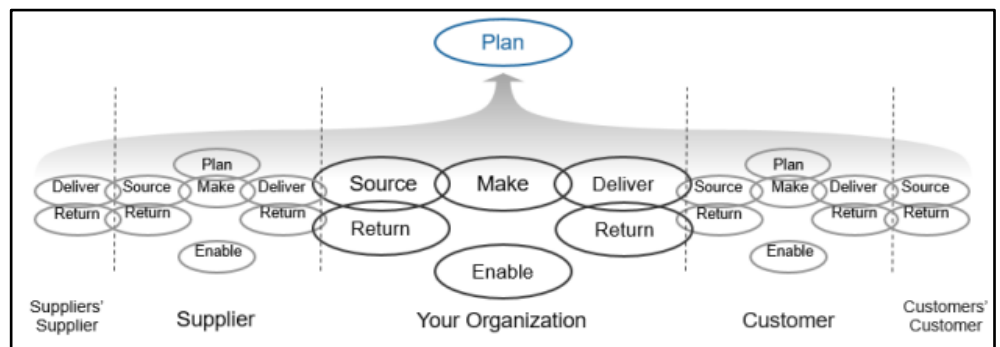 Plan
Plan Plan
Deliver Source Make Deliver Source Make Deliver Source Make Deliver Source
Return Return Return Return Return Return Return Return
Enable Enable Enable
Suppliers' Supplier Your Organization Customer Customers'
Supplier Customer